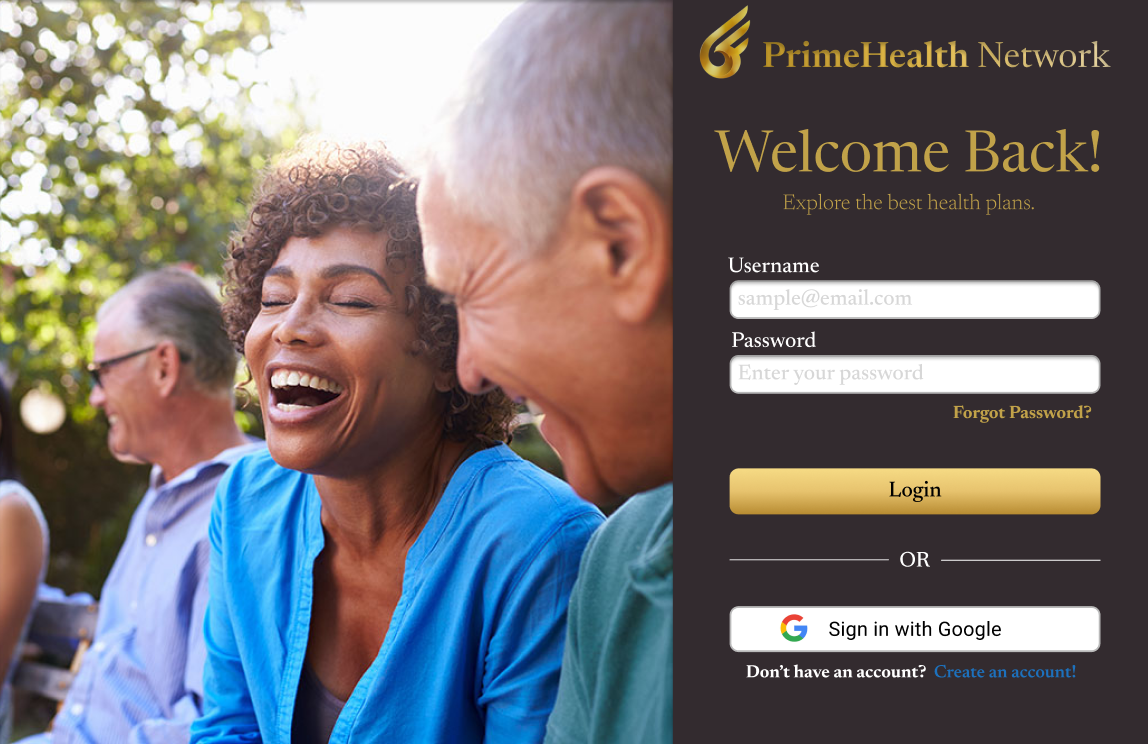 PrimeHealth Network
Welcome Back!
Explore the best health plans.
Username
sample@email.com
Password
Enter your password
Forgot Password?
Login
OR
Sign in with Google
Don't have an account? Create an account!